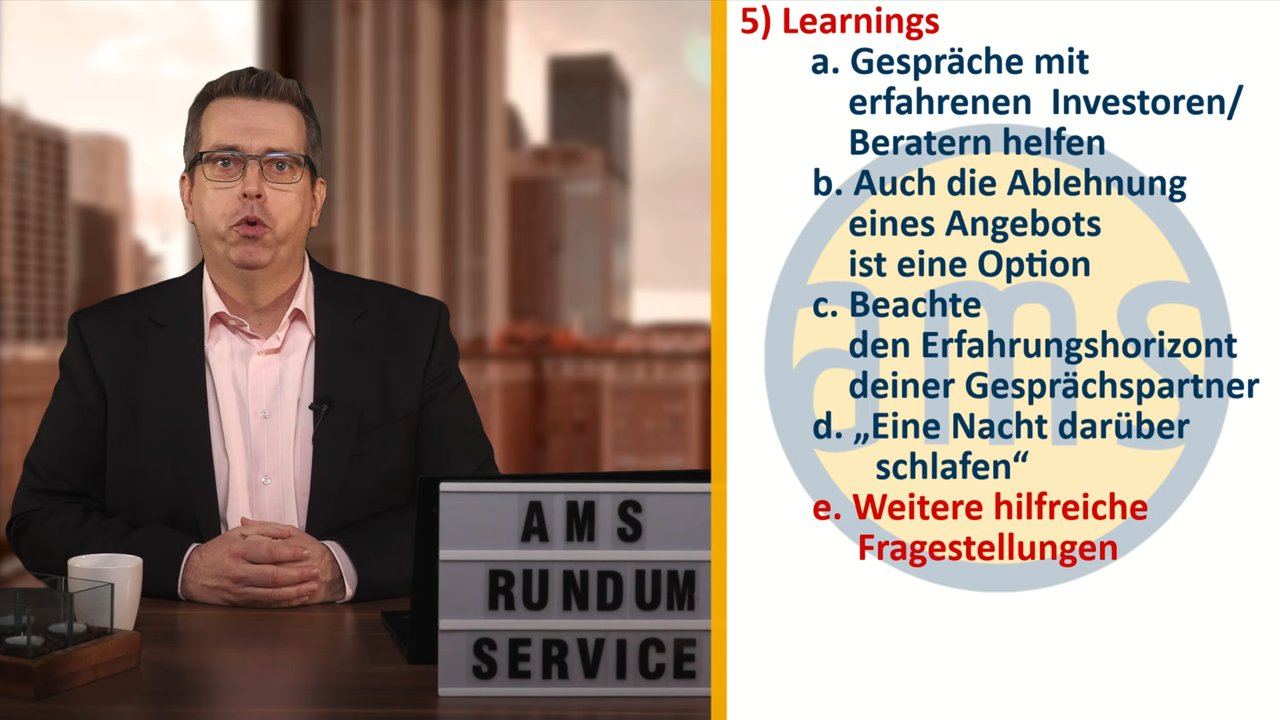 5) Learnings
a. Gespräche mit
erfahrenen Investoren/
Beratern helfen
b. Auch die Ablehnung
eines Angebots
ist eine Option
c. Beachte
den Erfahrungshorizont
deiner Gesprächspartner
d. „Eine Nacht darüber
schlafen“
e. Weitere hilfreiche
Fragestellungen
ams
AMS
RUNDUM
SERVICE